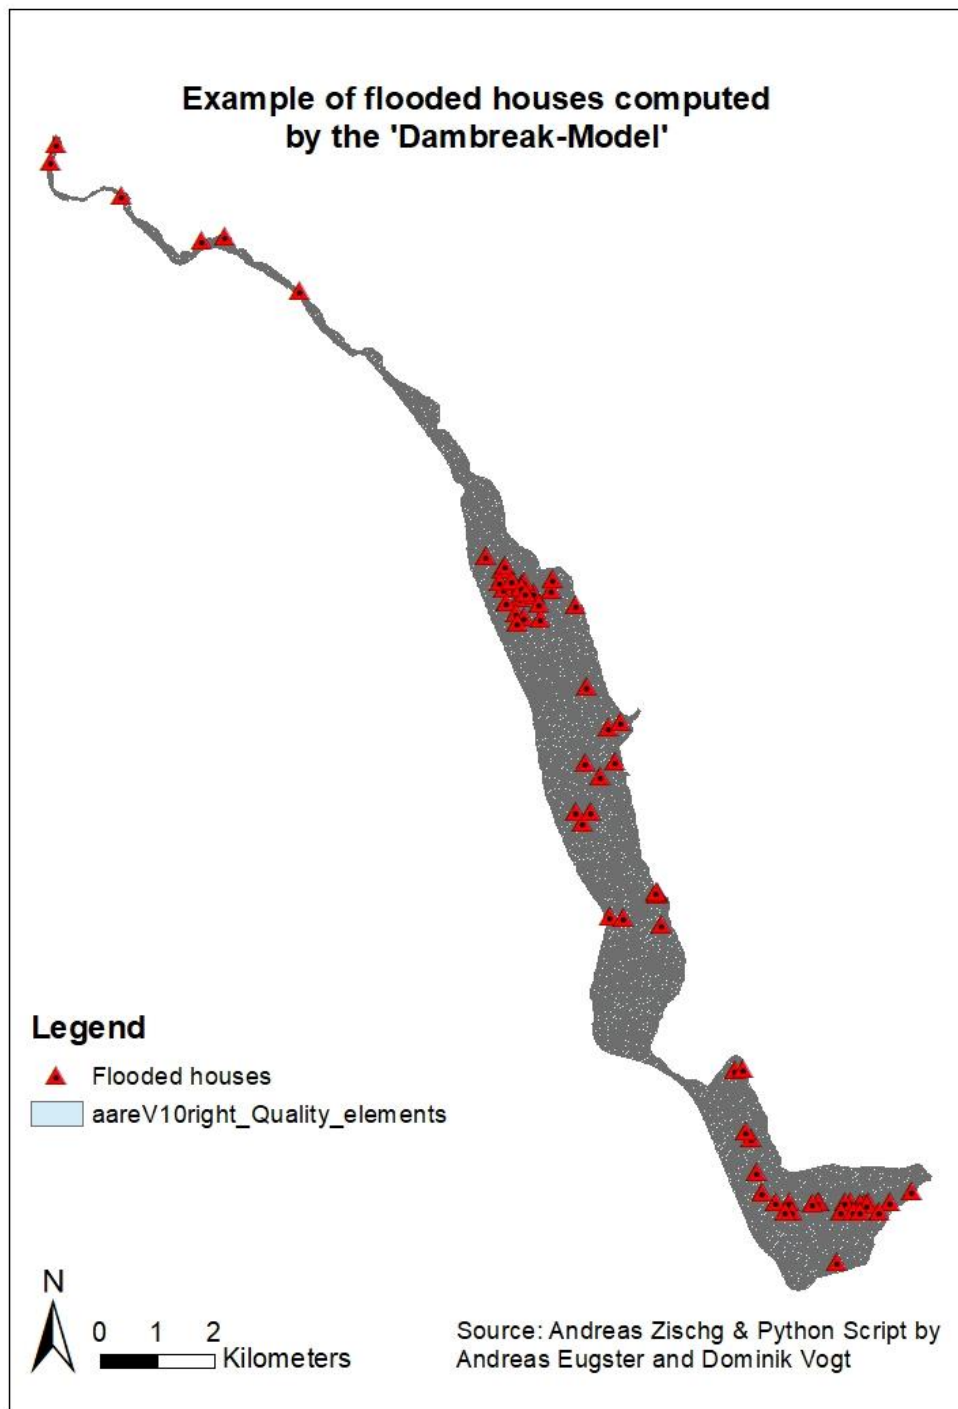 Example of flooded houses computed
by the 'Dambreak-Model'
Legend
Flooded houses
aareV10right_Quality_elements
N
0 1 2
Kilometers
Source: Andreas Zischg & Python Script by
Andreas Eugster and Dominik Vogt